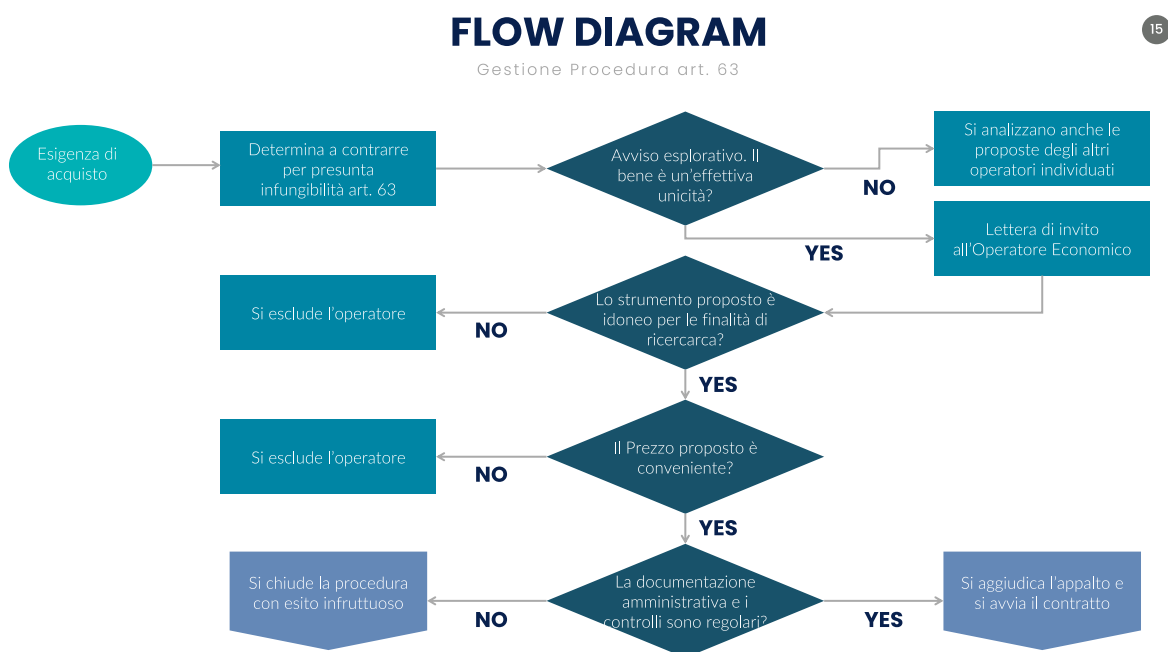 FLOW DIAGRAM
15
Gestione Procedura art. 63
Esigenza di
acquisto
Determina a contrarre
per presunta
infungibilità art. 63
Avviso esplorativo. Il
bene è un'effettiva
unicità?
NO
Si analizzano anche le
proposte degli altri
operatori individuati
YES
Lettera di invito
all'Operatore Economico
Lo strumento proposto è
idoneo per le finalità di
ricercarca?
NO
Si esclude l'operatore
YES
Il Prezzo proposto è
conveniente?
NO
Si esclude l'operatore
YES
La documentazione
amministrativa e i
controlli sono regolari?
NO
Si chiude la procedura
con esito infruttuoso
YES
Si aggiudica l'appalto e
si avvia il contratto